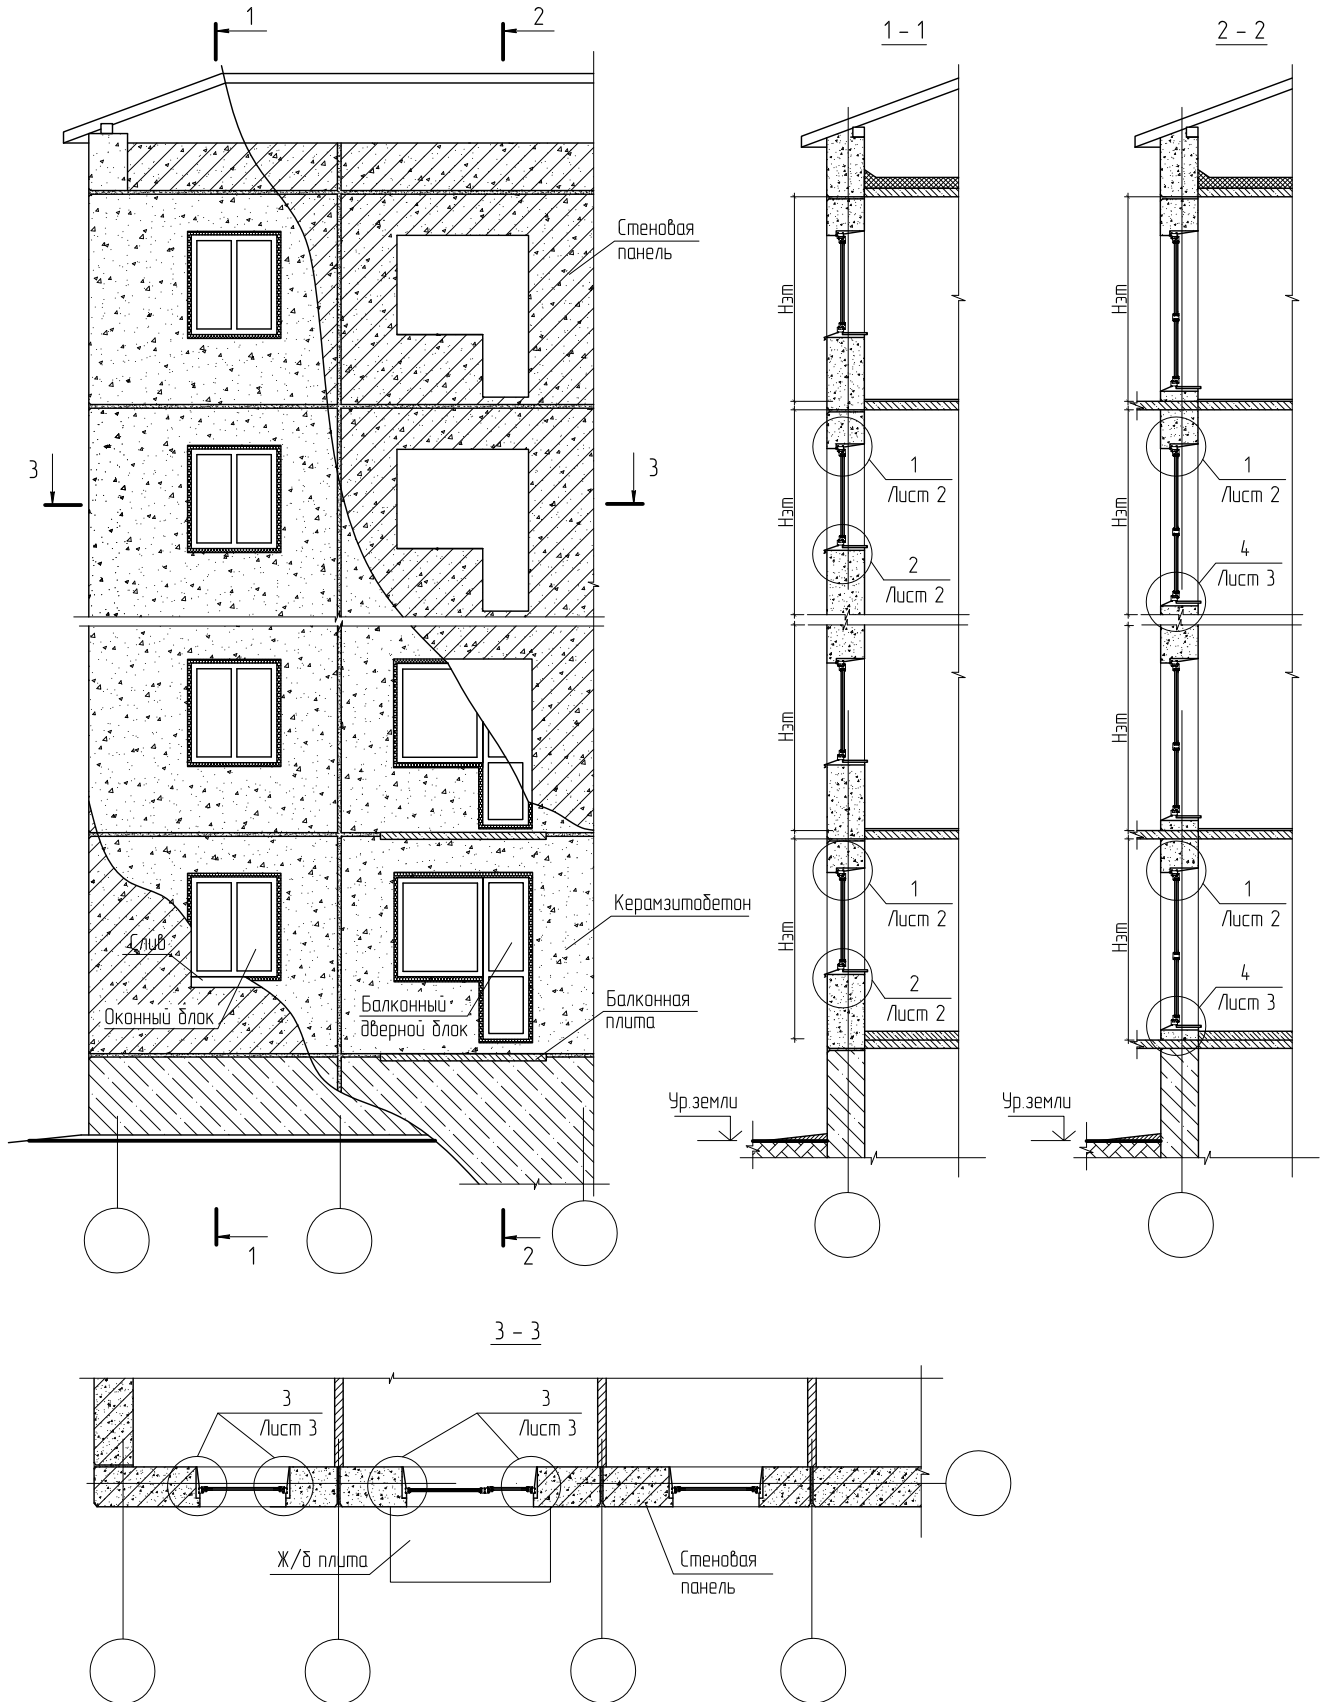 1
2
1 - 1
2 - 2
Стеновая
панель
Нэт
Нэт
3
3
1
Лист 2
1
Лист 2
Нэт
Нэт
2
Лист 2
4
Лист 3
Нэт
Нэт
Керамзитобетон
1
Лист 2
1
Лист 2
Слив
Нэт
Нэт
Оконный блок
Балконный
дверной блок
Балконная
плита
2
Лист 2
4
Лист 3
Ур.земли
Ур.земли
1
2
3 - 3
3
Лист 3
3
Лист 3
Ж/б плита
Стеновая
панель